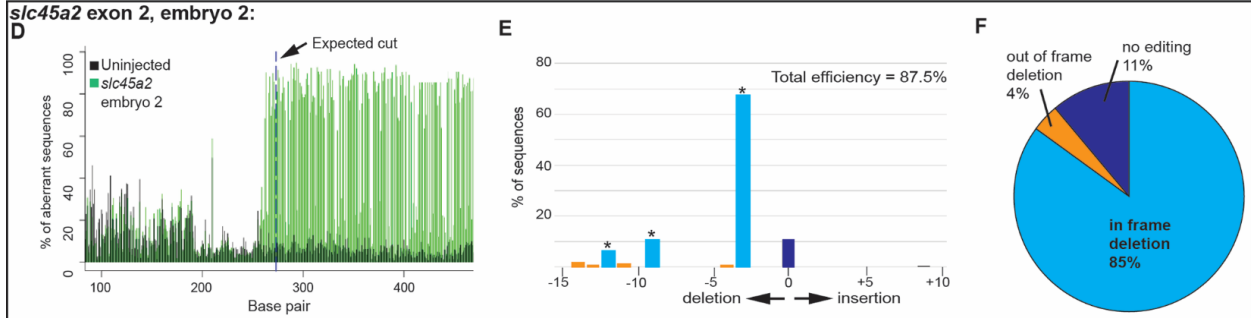 slc45a2 exon 2, embryo 2:
D
Expected cut
Uninjected
slc45a2
embryo 2
% of aberrant sequences
0
20
40
60
80
100
100
200
300
400
Base pair
E
Total efficiency = 87.5%
% of sequences
80
60
40
20
*
*
*
-15
-10
-5
0
+5
+10
deletion
insertion
F
out of frame
deletion
4%
no editing
11%
in frame
deletion
85%